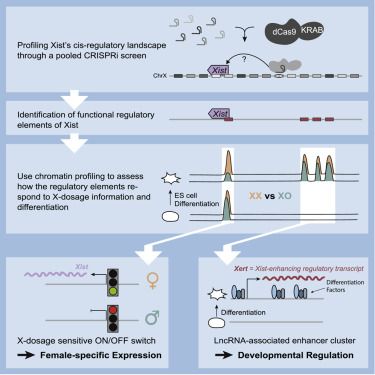 Profiling Xist's cis-regulatory landscape
through a pooled CRISPRi screen
dCas9
KRAB
?
Xist
ChrX
Identification of functional regulatory
elements of Xist
Xist
Use chromatin profiling to assess
how the regulatory elements re-
spond to X-dosage information and
differentiation
ES cell
Differentiation
XX vs XO
Xist
X-dosage sensitive ON/OFF switch
Female-specific Expression
Xert = Xist-enhancing regulatory transcript
Differentiation
Factors
Differentiation
LncRNA-associated enhancer cluster
Developmental Regulation